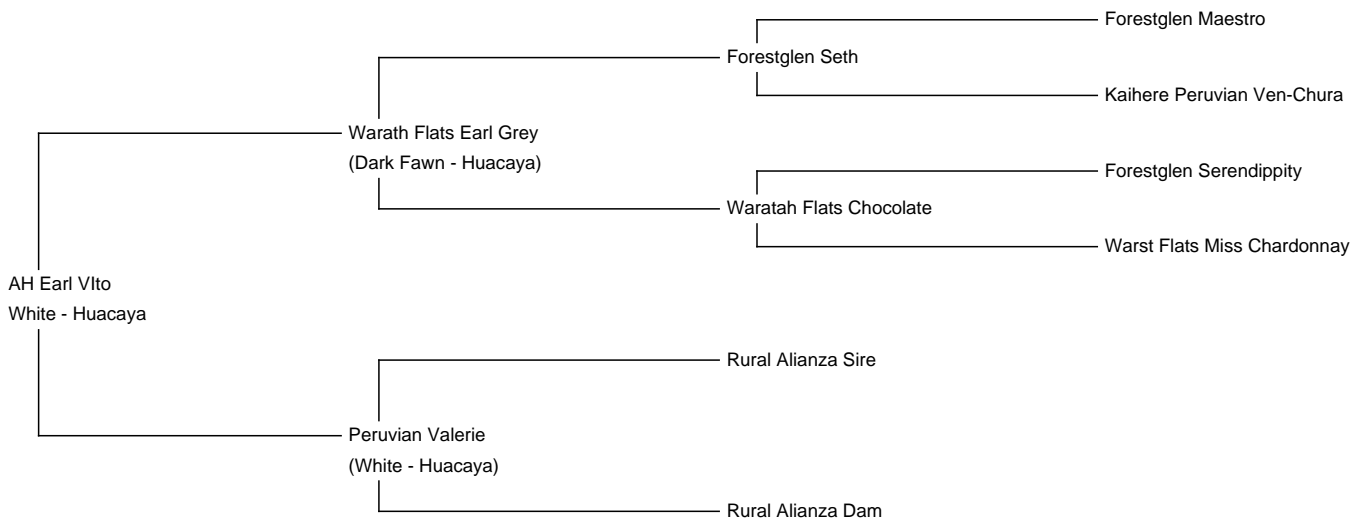 Forestglen Maestro
Forestglen Seth
Kaihere Peruvian Ven-Chura
Warath Flats Earl Grey
(Dark Fawn - Huacaya)
Forestglen Serendippity
Waratah Flats Chocolate
Warst Flats Miss Chardonnay
AH Earl VIto
White - Huacaya
Rural Alianza Sire
Peruvian Valerie
(White - Huacaya)
Rural Alianza Dam